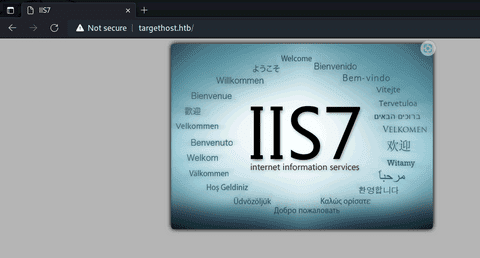 IIS7
Not secure targethost.htb/
Welcome
ようこそ Bienvenido
Willkommen Bem-vindo
Vítejte
Bienvenue
Tervetuloa
歡迎
ברוכים הבאים
Velkommen
VELKOMEN
IIS7
Benvenuto
欢迎
internet information services
Welkom
Witamy
Välkommen
مرحباً
Hoş Geldiniz
환영합니다
Üdvözöljük
Καλώς ορίσατε
Добро пожаловать